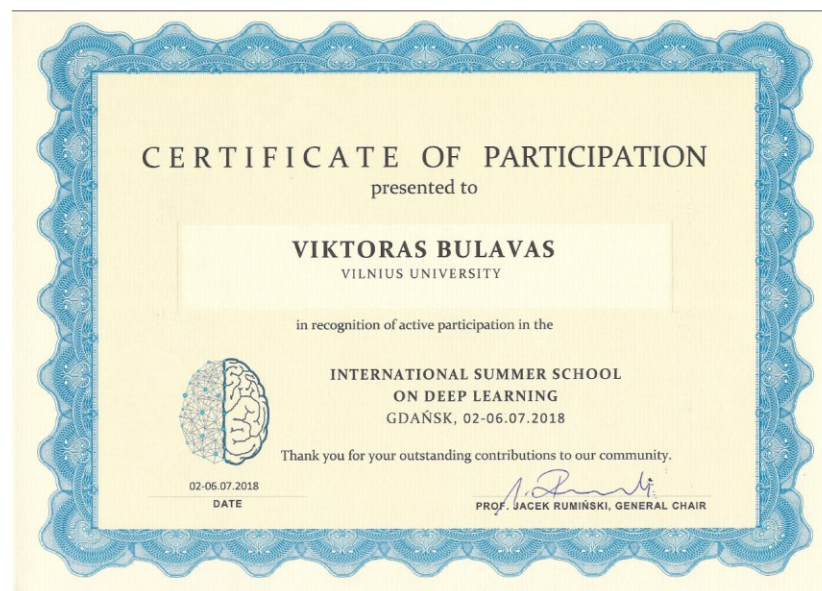 CERTIFICATE OF PARTICIPATION
presented to
VIKTORAS BULAVAS
VILNIUS UNIVERSITY
in recognition of active participation in the
INTERNATIONAL SUMMER SCHOOL
ON DEEP LEARNING
GDAŃSK, 02-06.07.2018
Thank you for your outstanding contributions to our community.
02-06.07.2018
DATE
PROF. JACEK RUMIŃSKI, GENERAL CHAIR